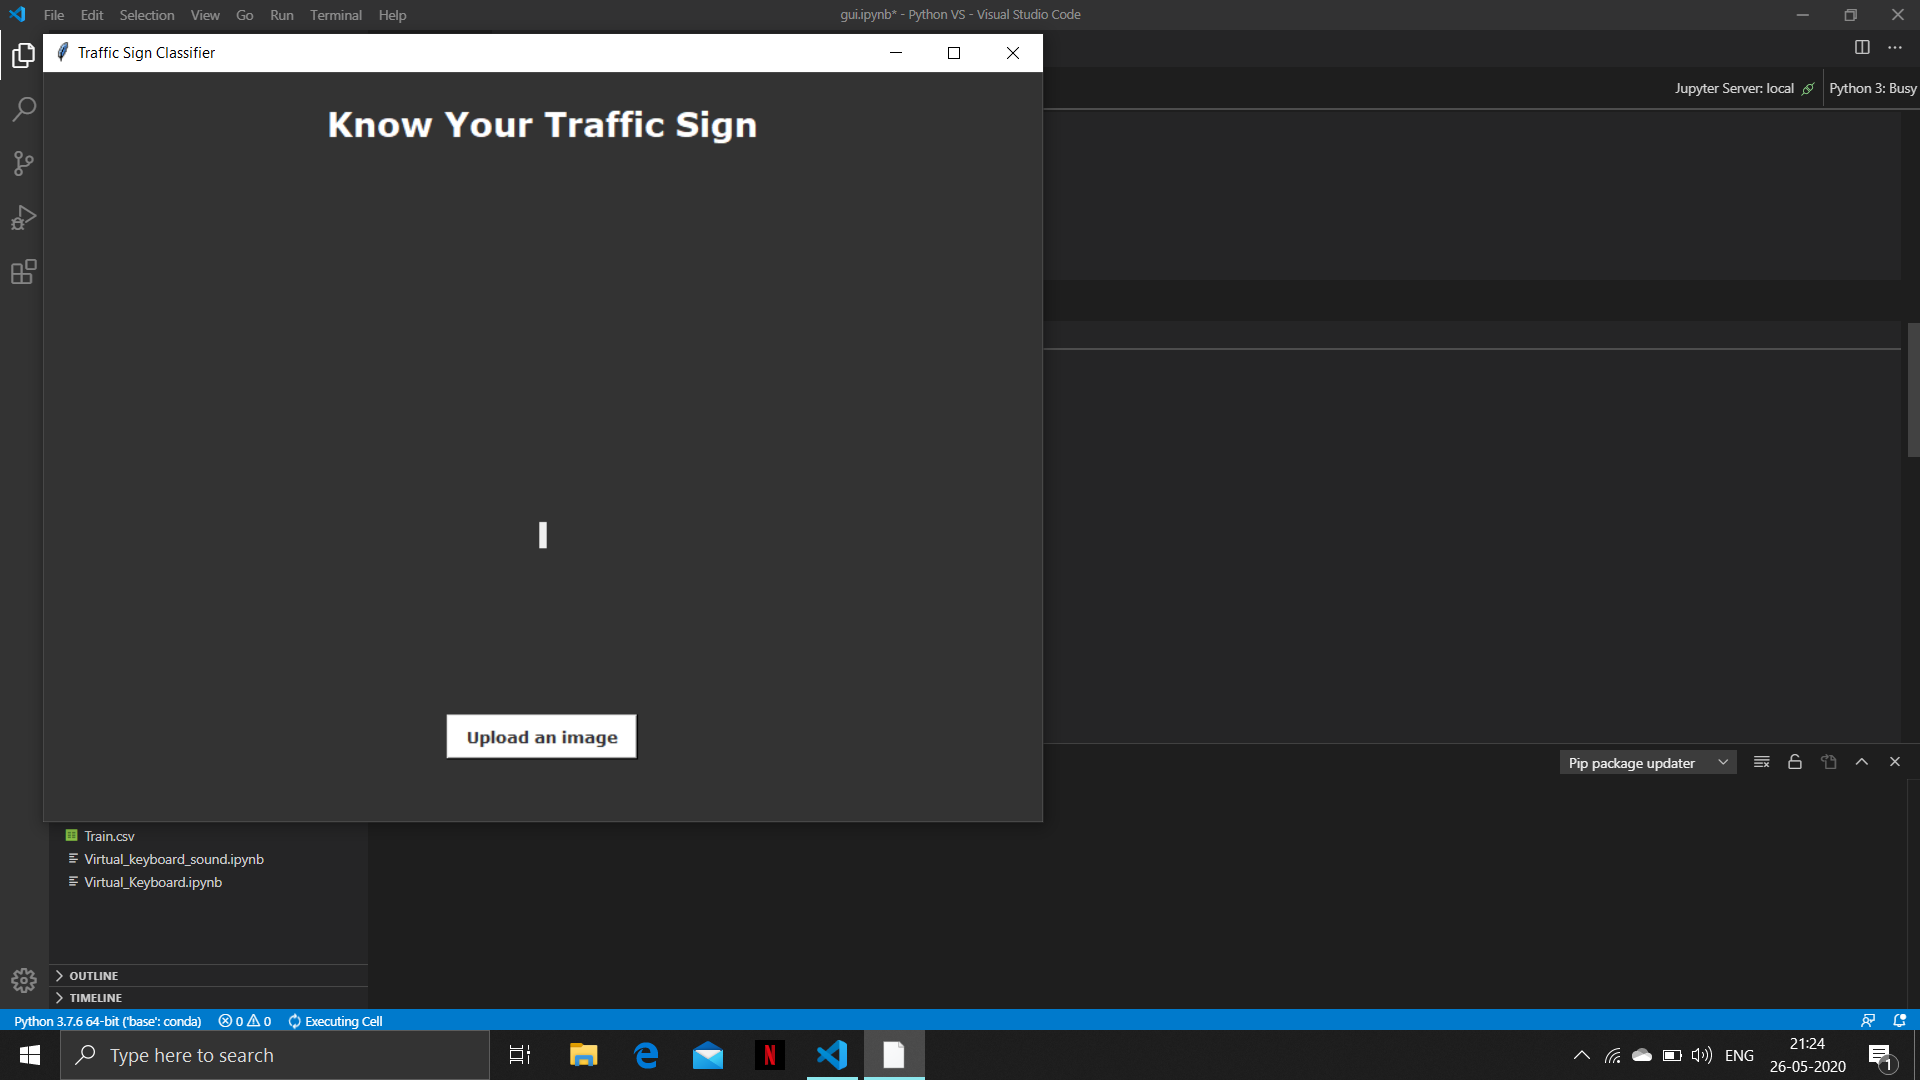 File Edit Selection View Go Run Terminal Help
gui.ipynb* - Python VS - Visual Studio Code
Traffic Sign Classifier
Jupyter Server: local
Python 3: Busy
Know Your Traffic Sign
Upload an image
Pip package updater
Train.csv
Virtual_keyboard_sound.ipynb
Virtual_Keyboard.ipynb
OUTLINE
TIMELINE
Python 3.7.6 64-bit ('base': conda) 0 0 Executing Cell
Type here to search
N
ENG
21:24
26-05-2020
1